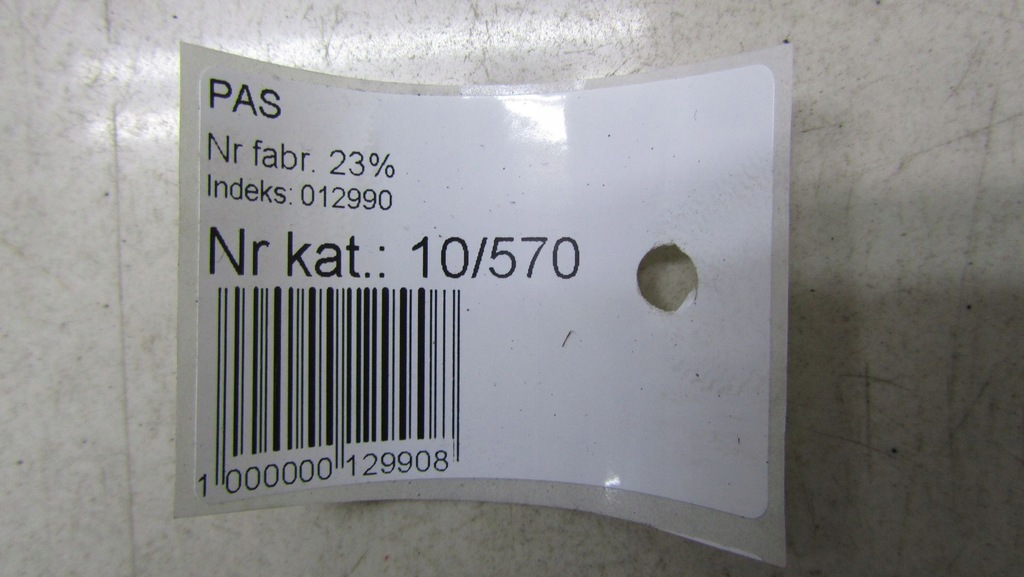 PAS
Nr fabr. 23%
Indeks: 012990
Nr kat.: 10/570
1 000000 129908